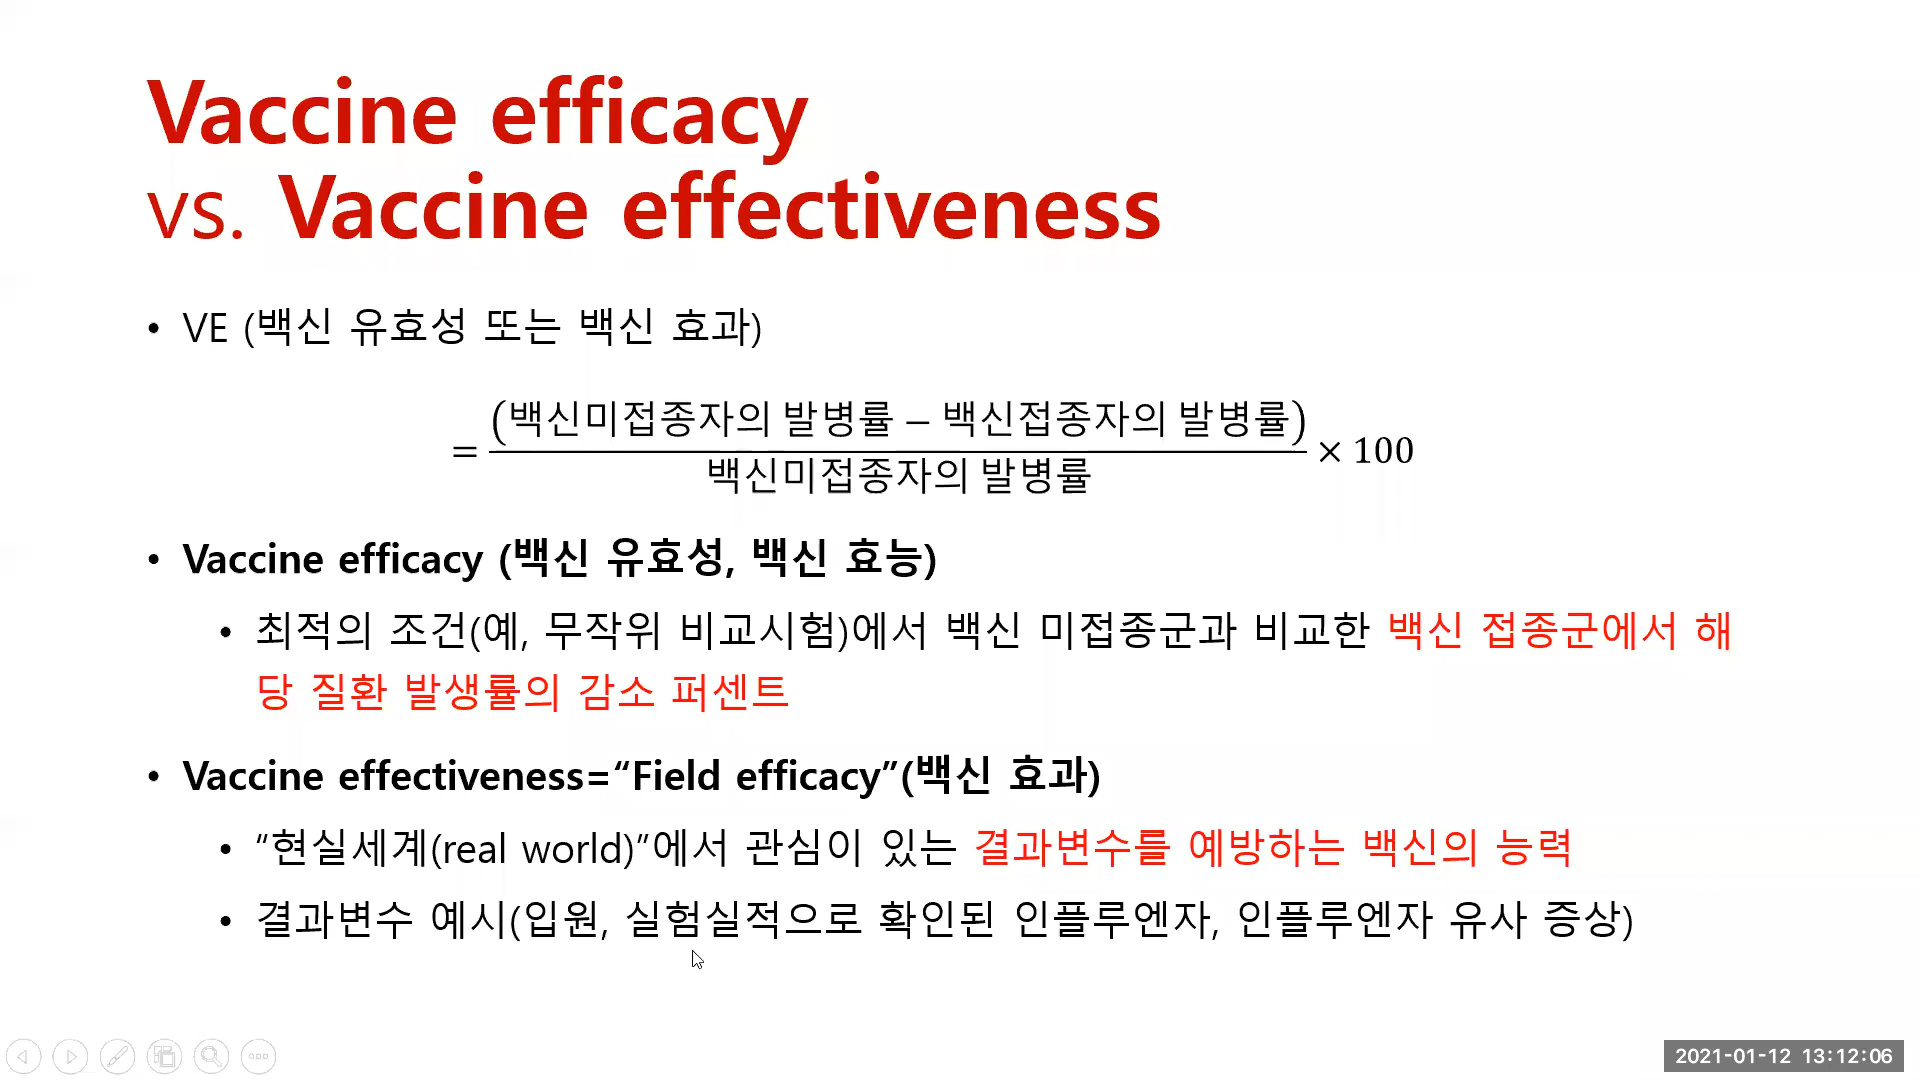 Vaccine efficacy
vs. Vaccine effectiveness
• VE (백신 유효성 또는 백신 효과)
(백신미접종자의 발병률 – 백신접종자의 발병률)
= × 100
백신미접종자의 발병률
• Vaccine efficacy (백신 유효성, 백신 효능)
• 최적의 조건(예, 무작위 비교시험)에서 백신 미접종군과 비교한 백신 접종군에서 해
당 질환 발생률의 감소 퍼센트
• Vaccine effectiveness=“Field efficacy”(백신 효과)
• “현실세계(real world)”에서 관심이 있는 결과변수를 예방하는 백신의 능력
• 결과변수 예시(입원, 실험실적으로 확인된 인플루엔자, 인플루엔자 유사 증상)
2021-01-12 13:12:06